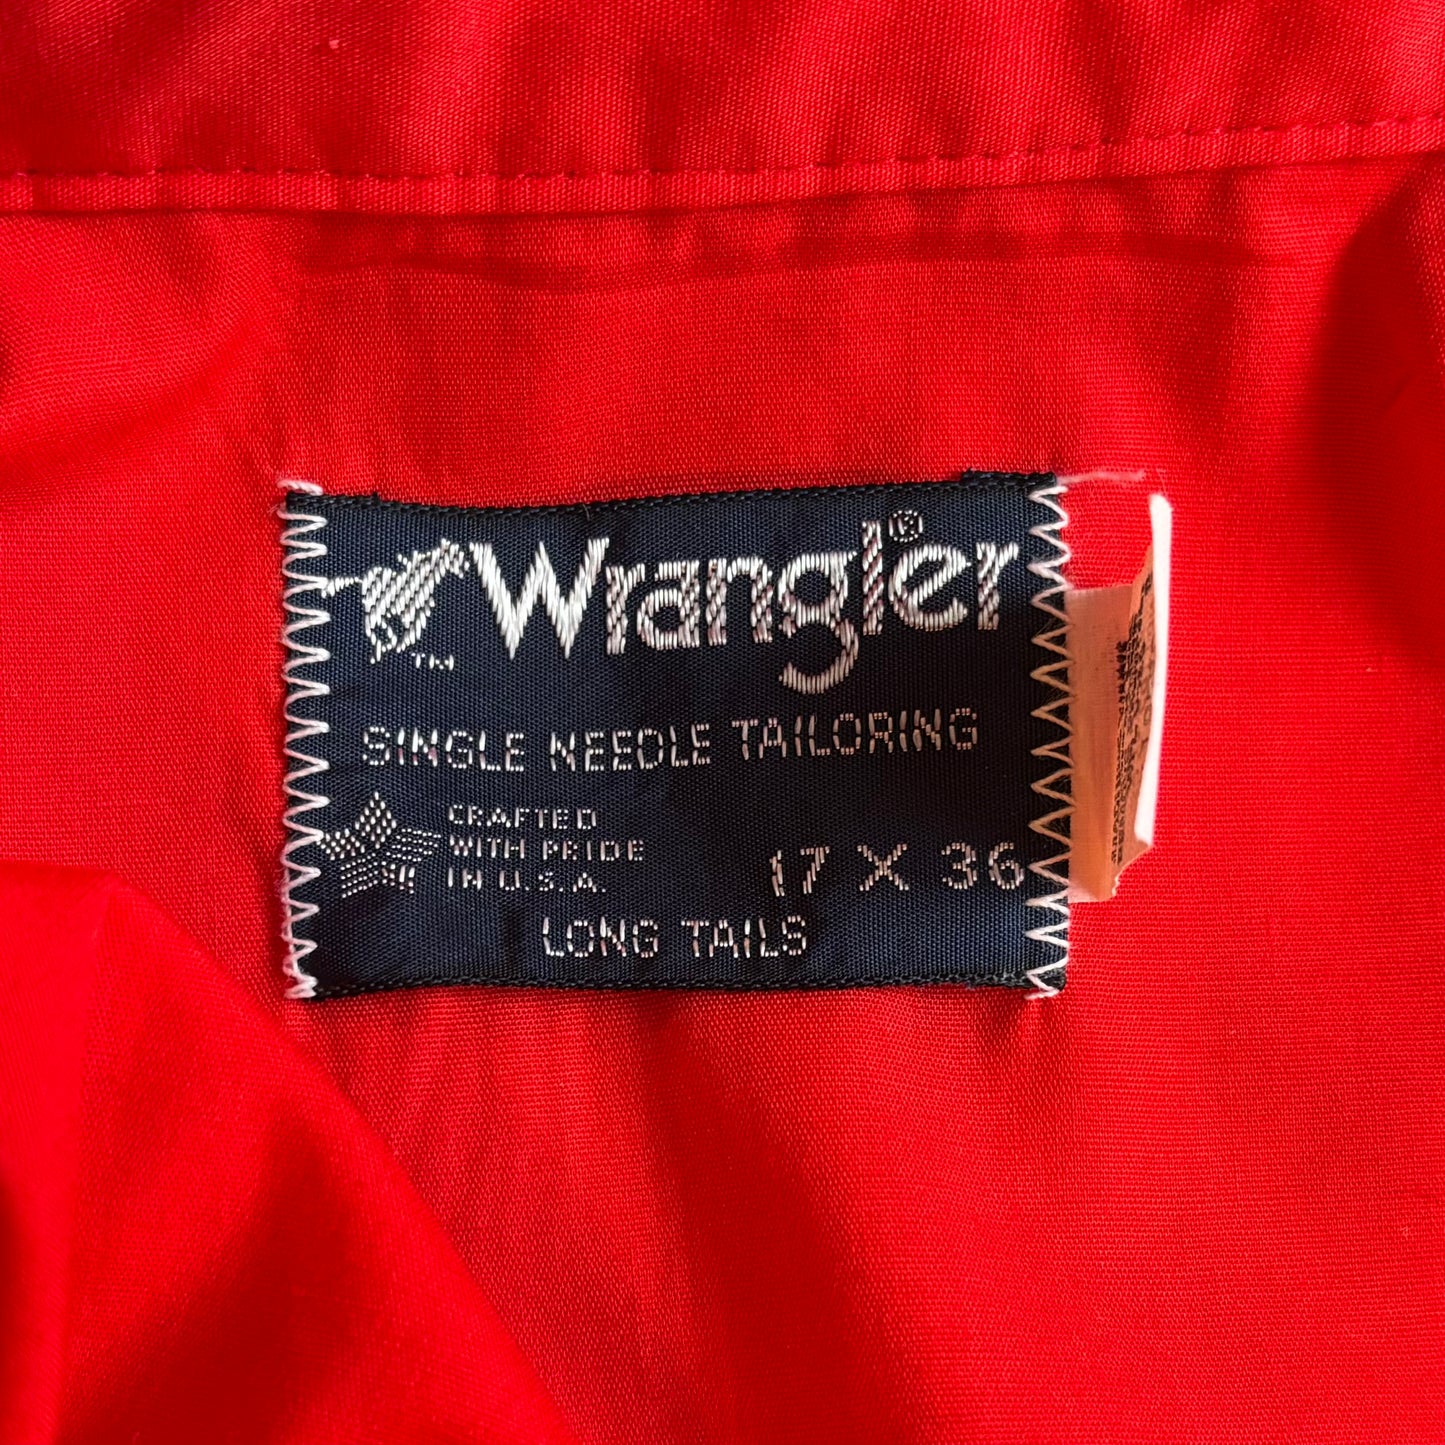 Wrangler®
TM
SINGLE NEEDLE TAILORING
CRAFTED
WITH PRIDE
IN U.S.A.
17 X 36
LONG TAILS